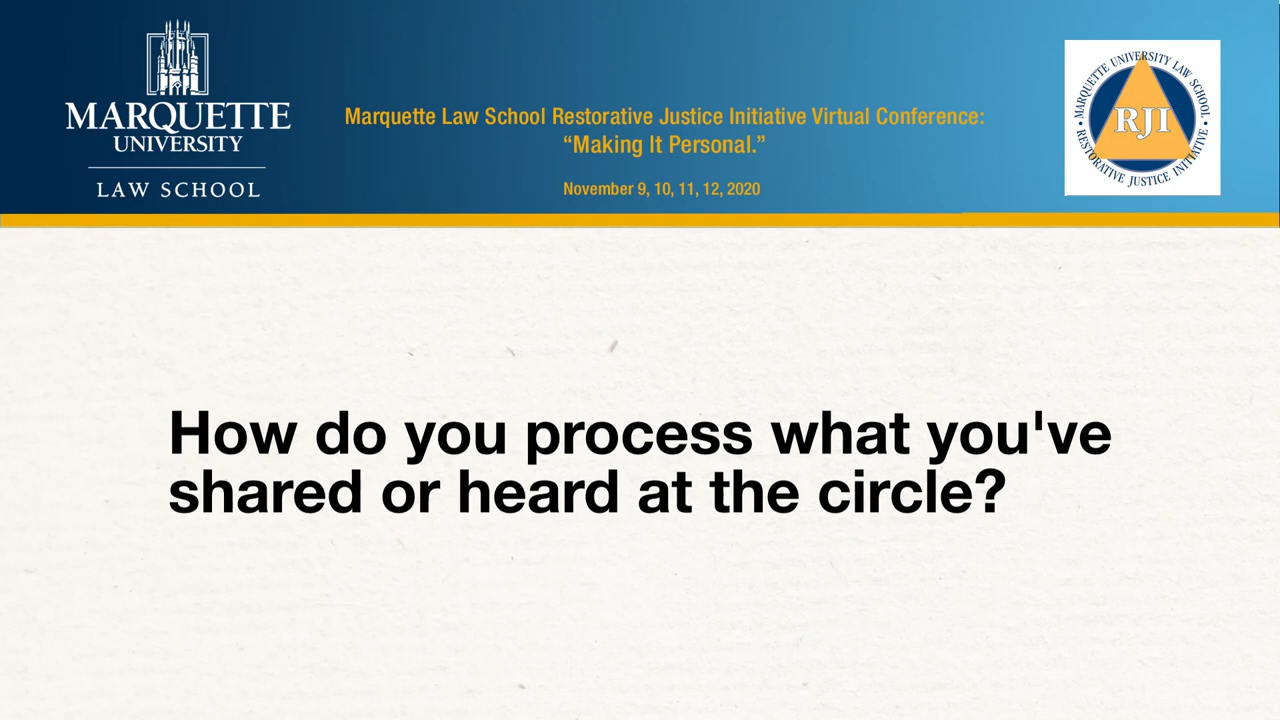 MARQUETTE
UNIVERSITY
LAW SCHOOL
Marquette Law School Restorative Justice Initiative Virtual Conference:
“Making It Personal.”
November 9, 10, 11, 12, 2020
• MARQUETTE UNIVERSITY LAW SCHOOL •
RJI
RESTORATIVE JUSTICE INITIATIVE
How do you process what you've
shared or heard at the circle?